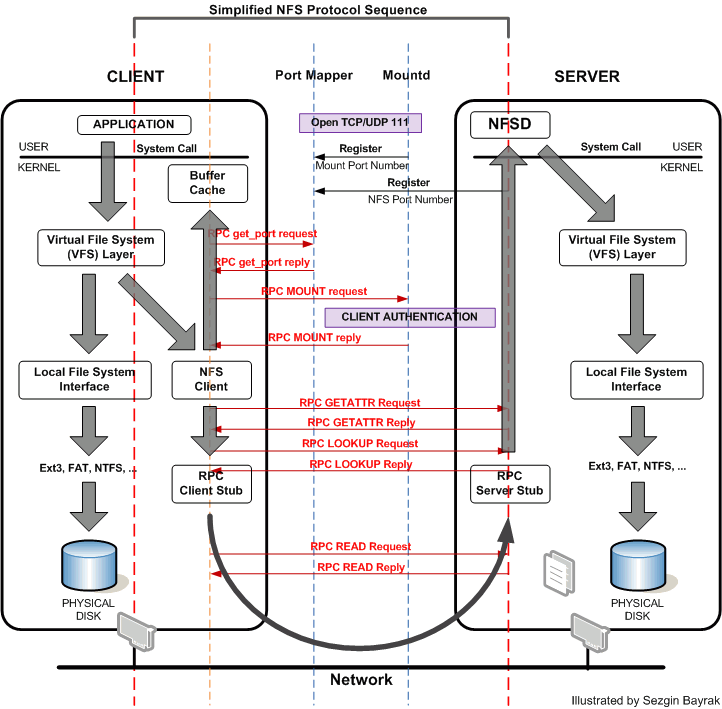 Simplified NFS Protocol Sequence
CLIENT
Port Mapper
Mountd
SERVER
APPLICATION
Open TCP/UDP 111
NFSD
USER
System Call
KERNEL
Register
Mount Port Number
System Call
USER
KERNEL
Buffer
Cache
Register
NFS Port Number
Virtual File System
(VFS) Layer
RPC get_port request
RPC get_port reply
RPC MOUNT request
CLIENT AUTHENTICATION
RPC MOUNT reply
Virtual File System
(VFS) Layer
Local File System
Interface
NFS
Client
Local File System
Interface
RPC GETATTR Request
RPC GETATTR Reply
RPC LOOKUP Request
RPC LOOKUP Reply
Ext3, FAT, NTFS, ...
RPC
Client Stub
RPC
Server Stub
Ext3, FAT, NTFS, ...
RPC READ Request
RPC READ Reply
PHYSICAL
DISK
PHYSICAL
DISK
Network
Illustrated by Sezgin Bayrak